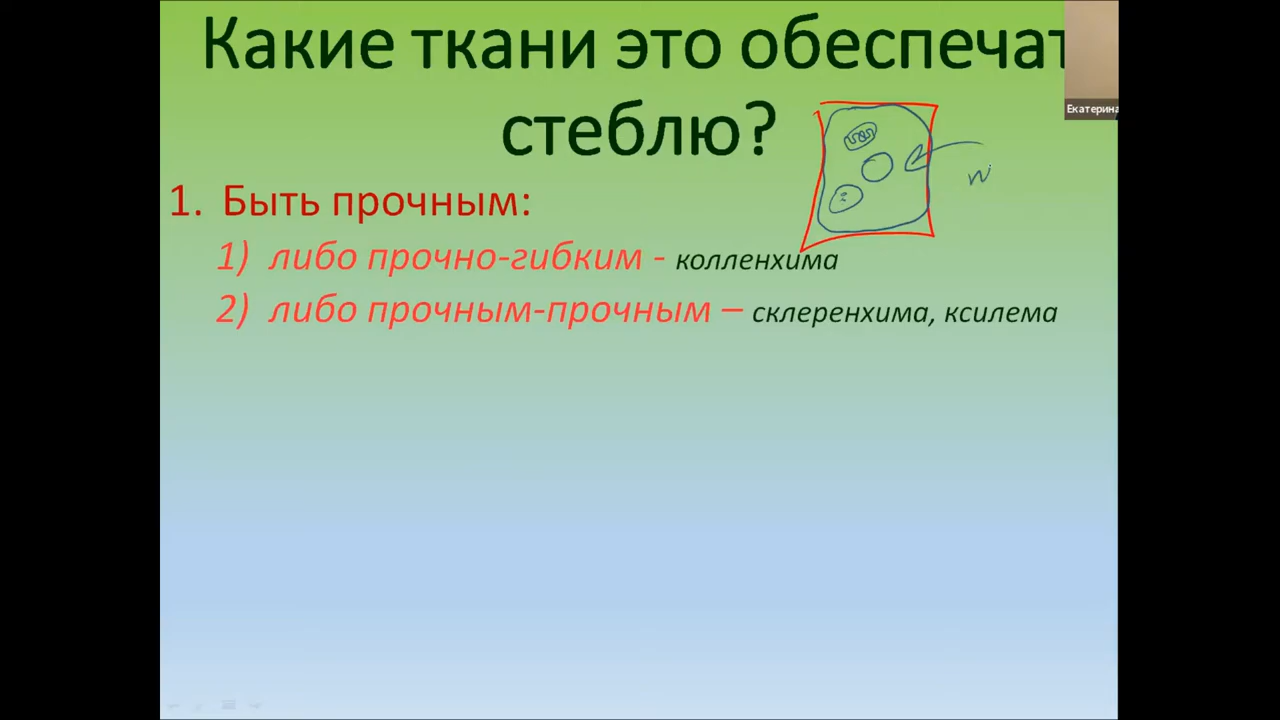 Какие ткани это обеспечат
стеблю?
Екатерина
1. Быть прочным:
1) либо прочно-гибким - колленхима
2) либо прочным-прочным – склеренхима, ксилема